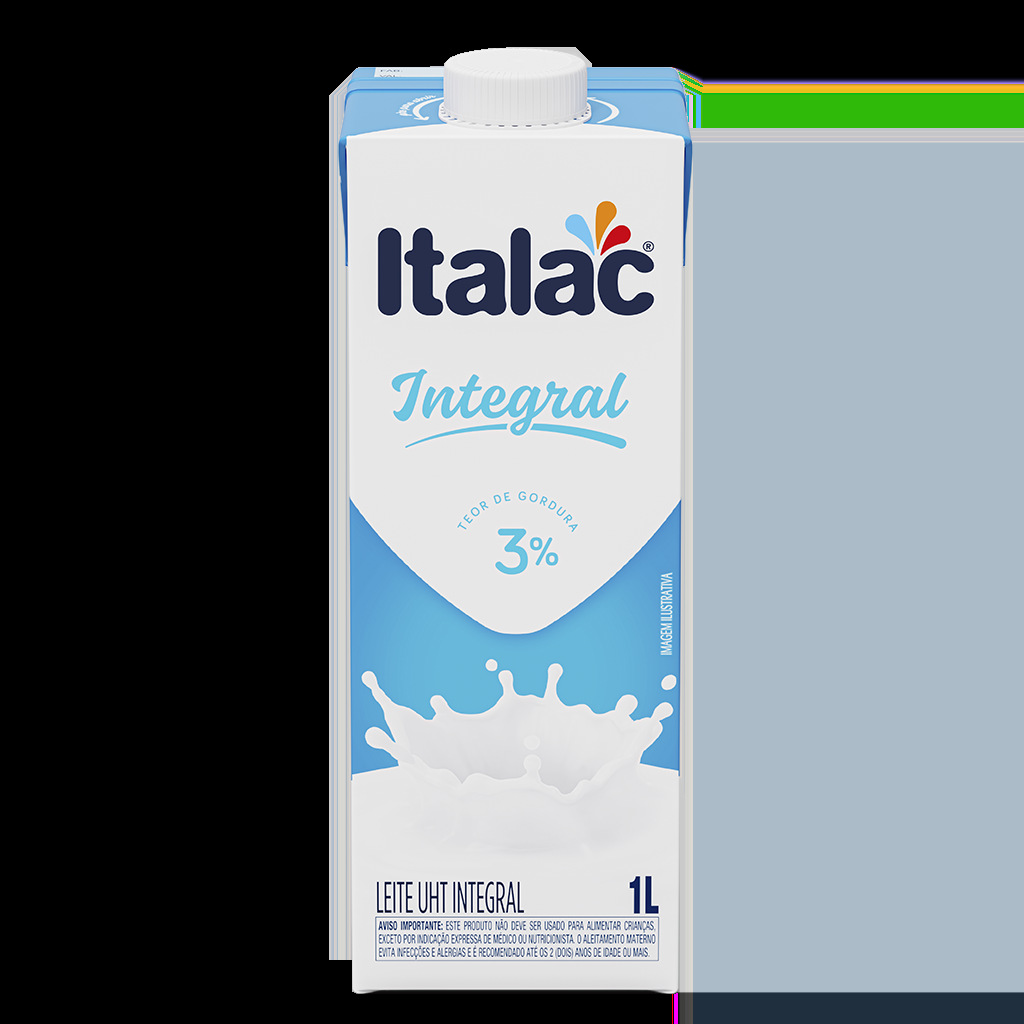 FAB:
VAL:
Italac®
Integral
TEOR DE GORDURA
3%
IMAGEM ILUSTRATIVA
LEITE UHT INTEGRAL
1L
AVISO IMPORTANTE: ESTE PRODUTO NÃO DEVE SER USADO PARA ALIMENTAR CRIANÇAS,
EXCETO POR INDICAÇÃO EXPRESSA DE MÉDICO OU NUTRICIONISTA. O ALEITAMENTO MATERNO
EVITA INFECÇÕES E ALERGIAS E É RECOMENDADO ATÉ OS 2 (DOIS) ANOS DE IDADE OU MAIS.